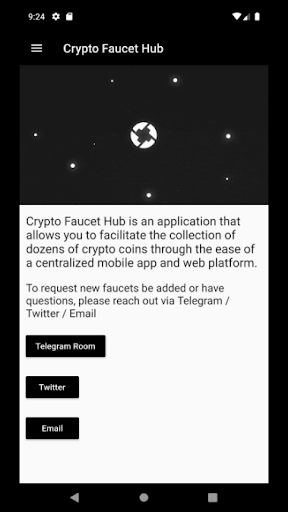 9:24
Crypto Faucet Hub
Crypto Faucet Hub is an application that
allows you to facilitate the collection of
dozens of crypto coins through the ease of
a centralized mobile app and web platform.
To request new faucets be added or have
questions, please reach out via Telegram /
Twitter / Email
Telegram Room
Twitter
Email